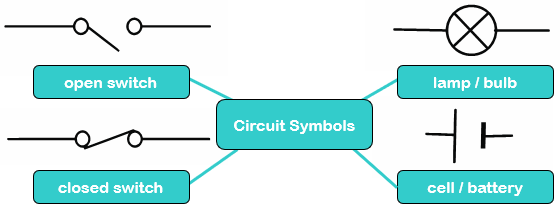 open switch
lamp / bulb
Circuit Symbols
closed switch
cell / battery